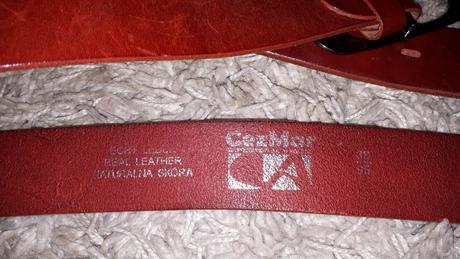 ECHT LEDER
REAL LEATHER
NATURALNA SKÓRA
CezMar